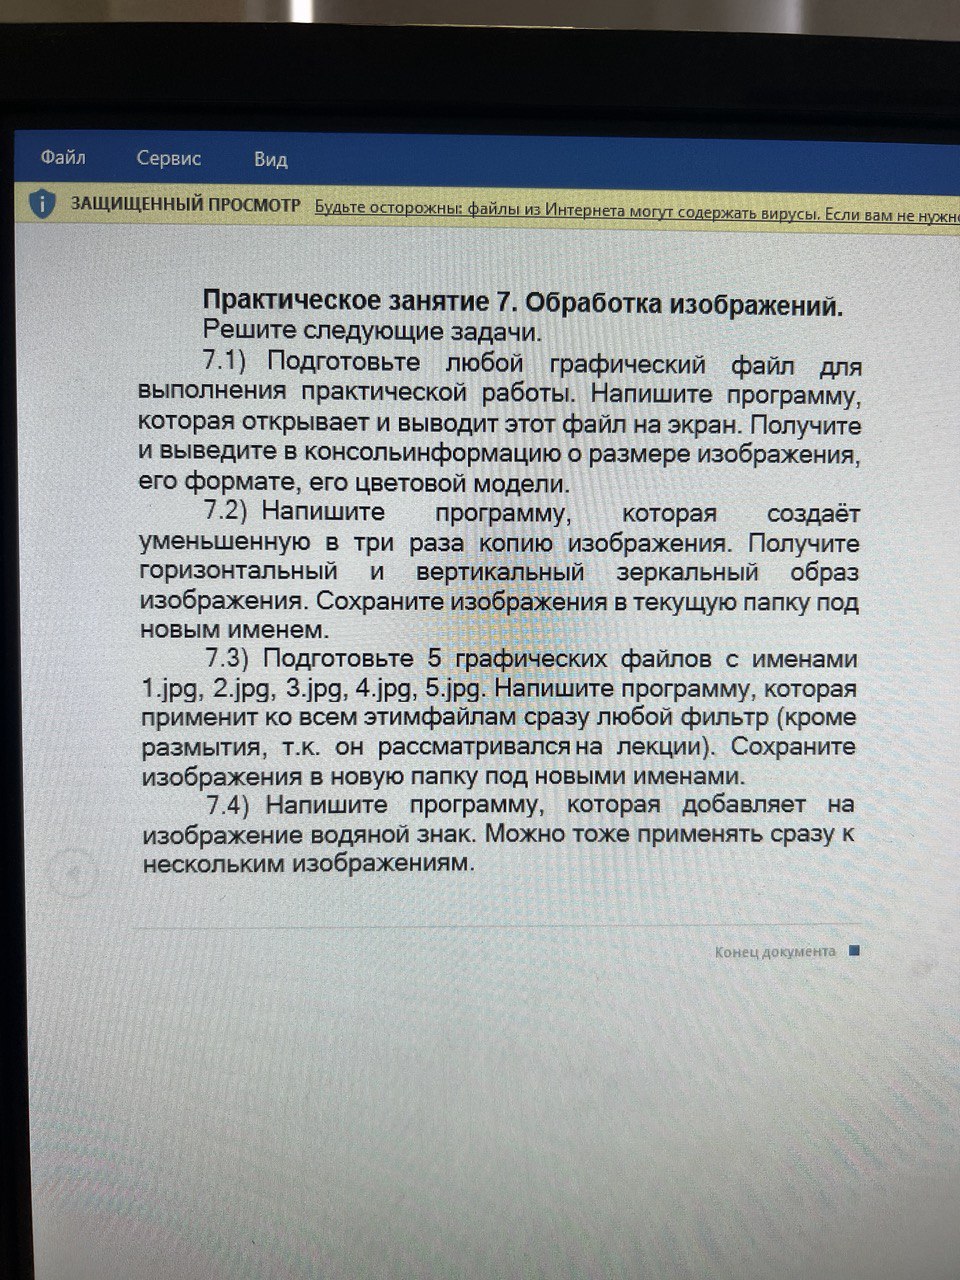 Файл Сервис Вид
ЗАЩИЩЕННЫЙ ПРОСМОТР Будьте осторожны: файлы из Интернета могут содержать вирусы. Если вам не нужно
Практическое занятие 7. Обработка изображений.
Решите следующие задачи.
7.1) Подготовьте любой графический файл для
выполнения практической работы. Напишите программу,
которая открывает и выводит этот файл на экран. Получите
и выведите в консольинформацию о размере изображения,
его формате, его цветовой модели.
7.2) Напишите программу, которая создаёт
уменьшенную в три раза копию изображения. Получите
горизонтальный и вертикальный зеркальный образ
изображения. Сохраните изображения в текущую папку под
новым именем.
7.3) Подготовьте 5 графических файлов с именами
1.jpg, 2.jpg, 3.jpg, 4.jpg, 5.jpg. Напишите программу, которая
применит ко всем этимфайлам сразу любой фильтр (кроме
размытия, т.к. он рассматривался на лекции). Сохраните
изображения в новую папку под новыми именами.
7.4) Напишите программу, которая добавляет на
изображение водяной знак. Можно тоже применять сразу к
нескольким изображениям.
Конец документа